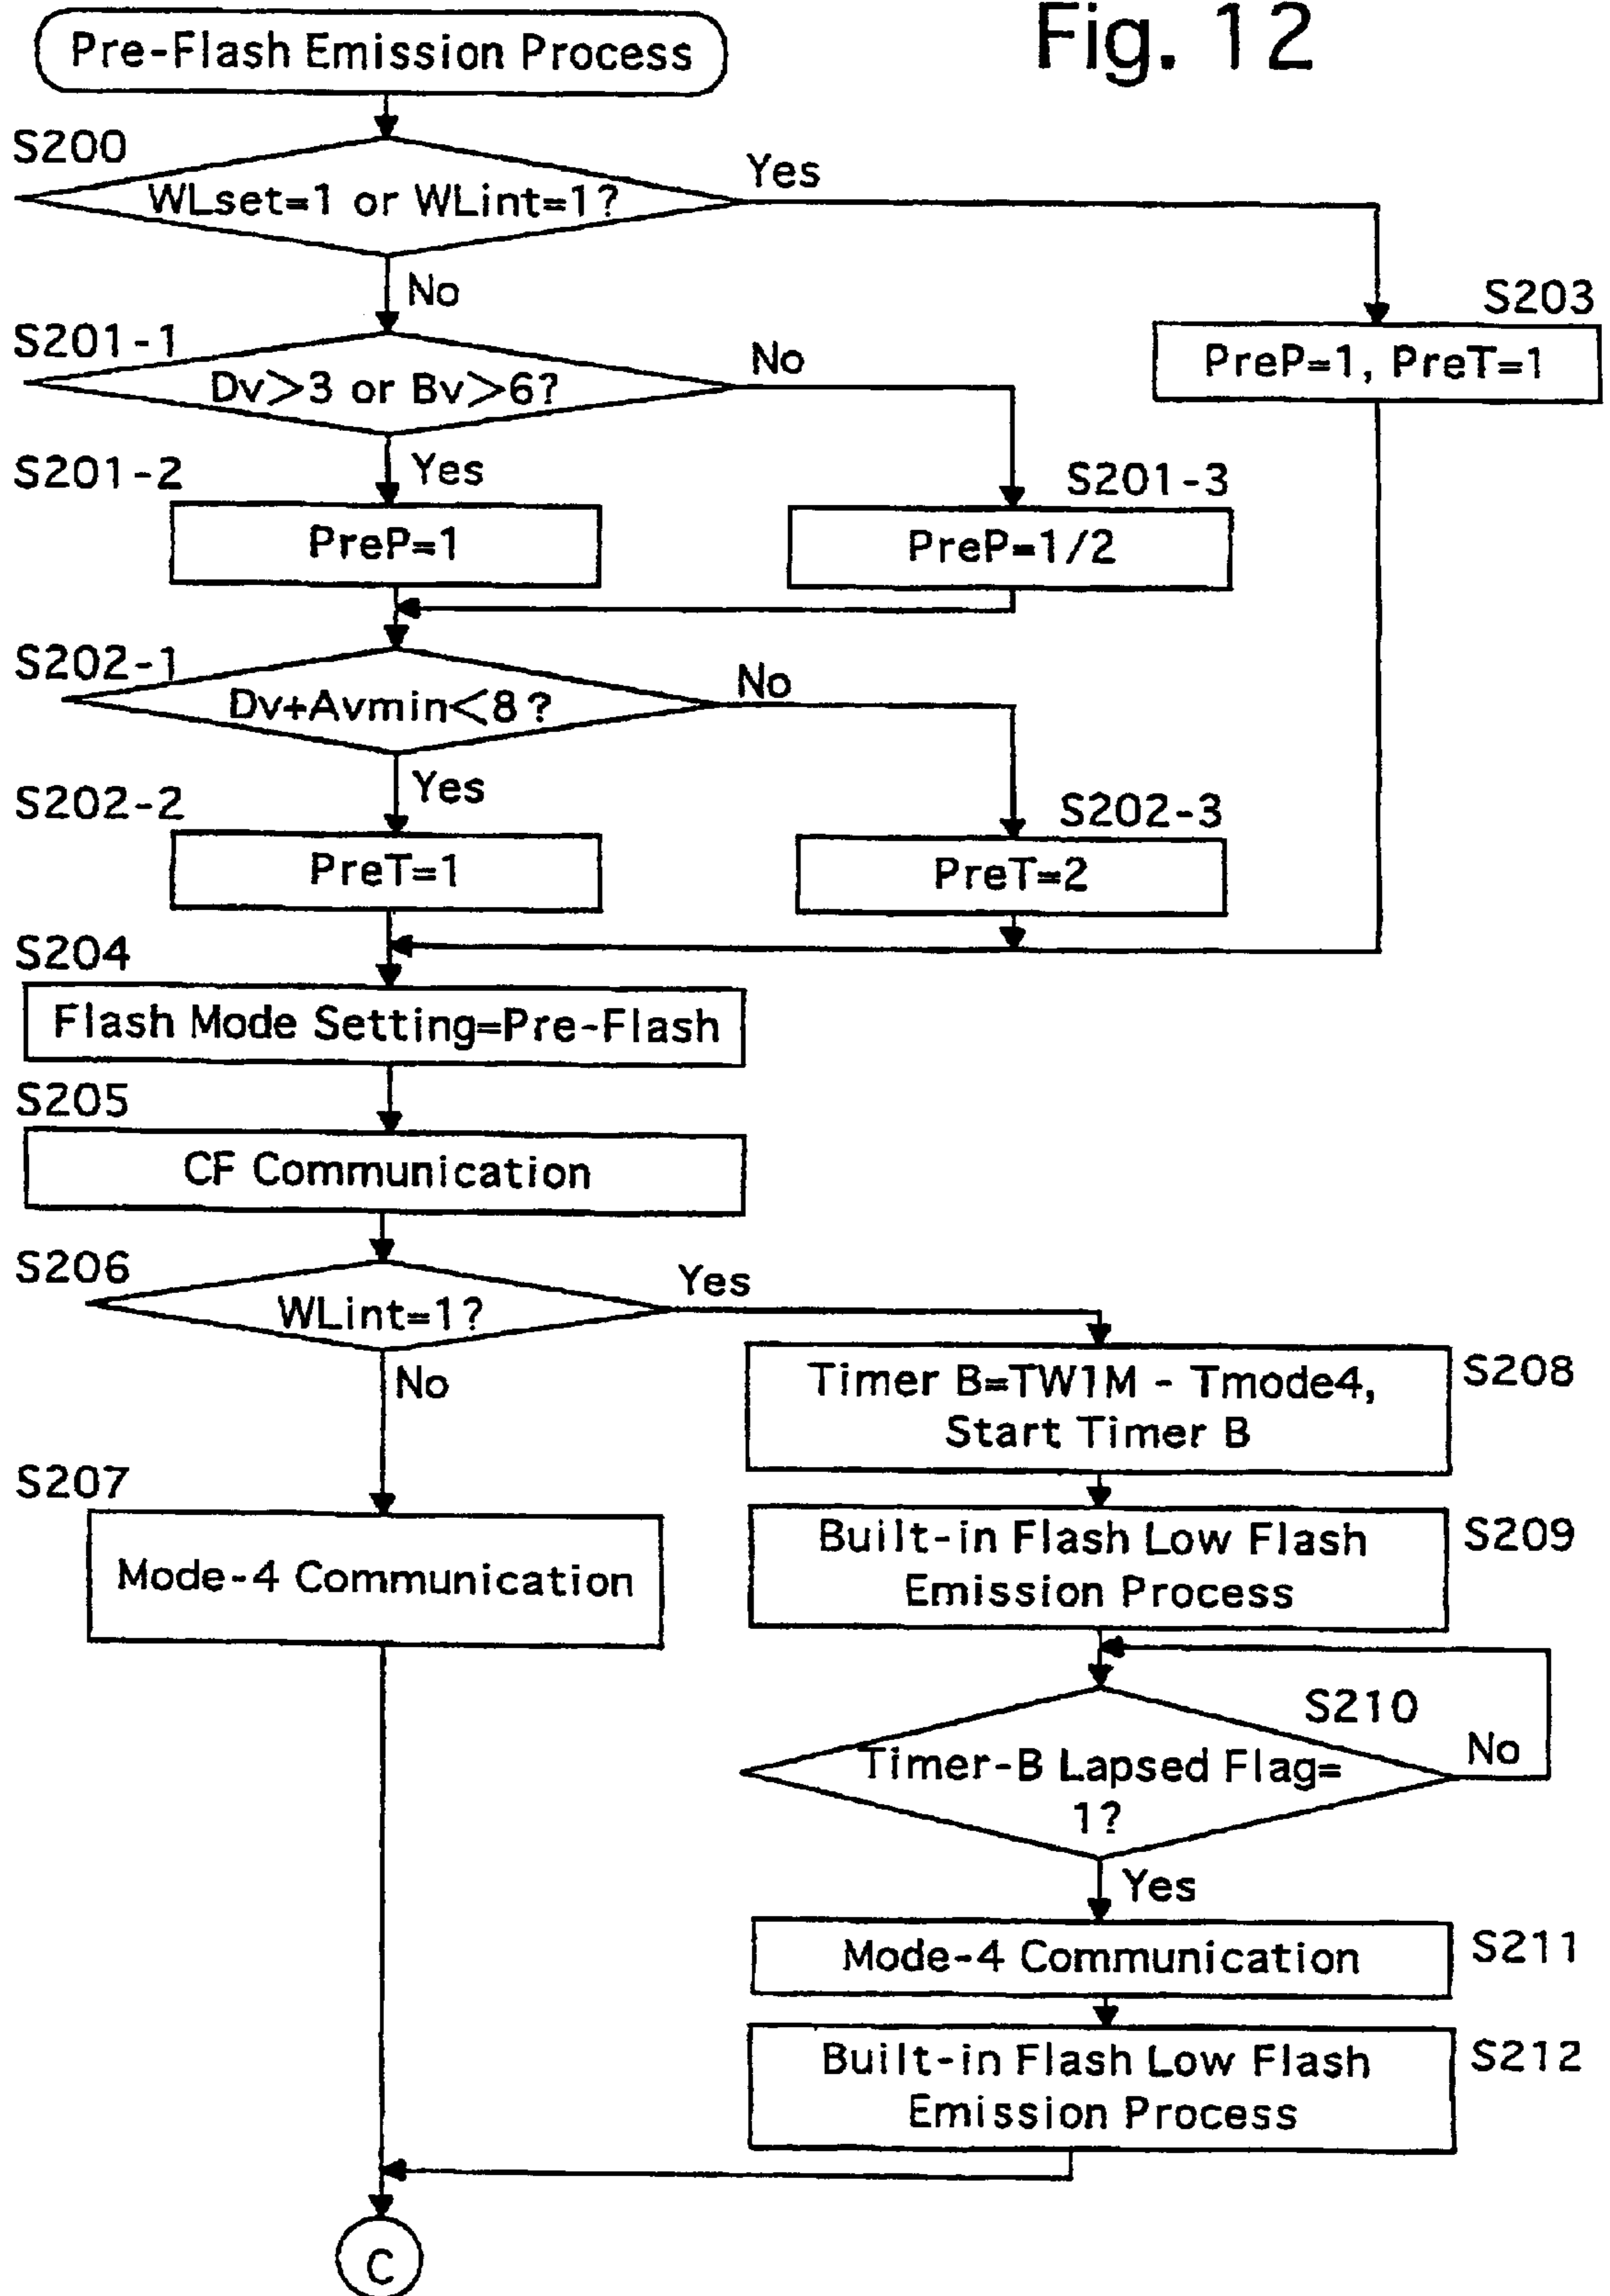 Fig. 12
Pre-Flash Emission Process
S200
WLset=1 or WLint=1?
Yes
No
S203
PreP=1, PreT=1
S201-1
Dv>3 or Bv>6?
No
Yes
S201-2
PreP=1
S201-3
PreP=1/2
S202-1
Dv+Avmin<8?
No
Yes
S202-2
PreT=1
S202-3
PreT=2
S204
Flash Mode Setting=Pre-Flash
S205
CF Communication
S206
WLint=1?
Yes
No
S207
Mode-4 Communication
Timer B=TW1M - Tmode4,
Start Timer B
S208
Built-in Flash Low Flash
Emission Process
S209
S210
Timer-B Lapsed Flag=
1?
No
Yes
Mode-4 Communication
S211
Built-in Flash Low Flash
Emission Process
S212
C